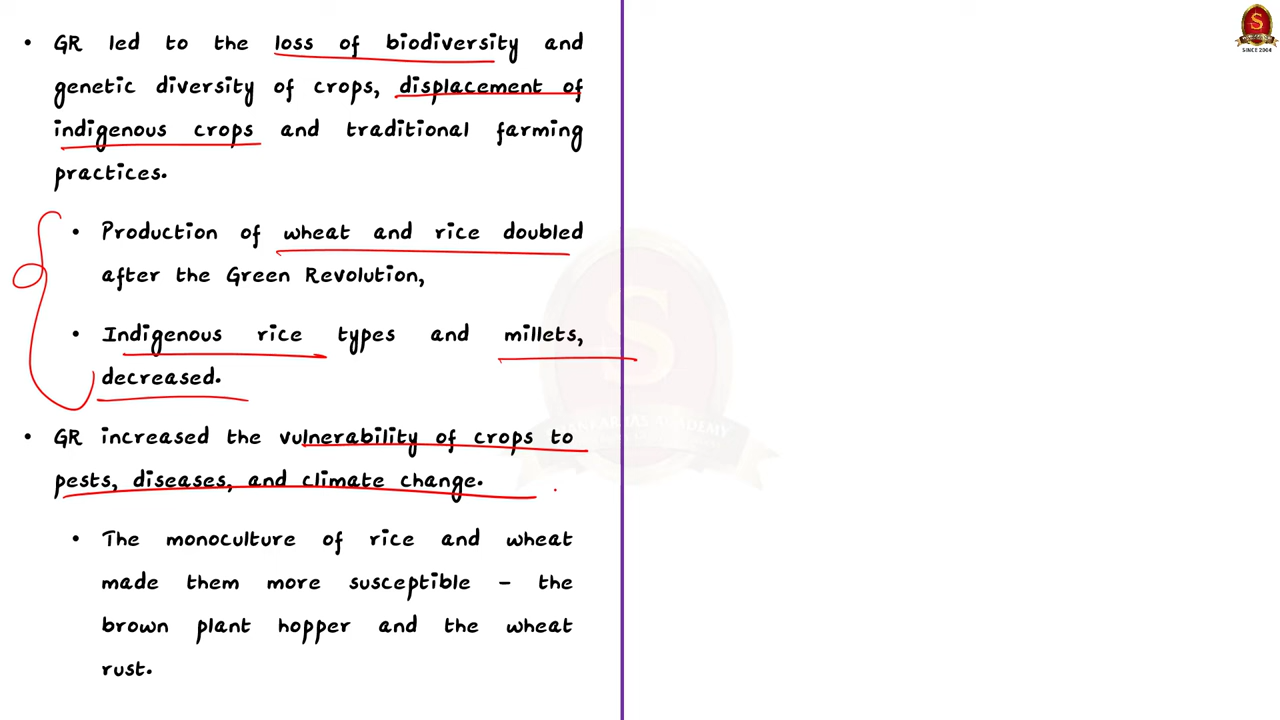 • GR led to the loss of biodiversity and
genetic diversity of crops, displacement of
indigenous crops and traditional farming
practices.
• Production of wheat and rice doubled
after the Green Revolution,
• Indigenous rice types and millets,
decreased.
• GR increased the vulnerability of crops to
pests, diseases, and climate change.
• The monoculture of rice and wheat
made them more susceptible – the
brown plant hopper and the wheat
rust.
S
SINCE 2004
S
ACADEMY